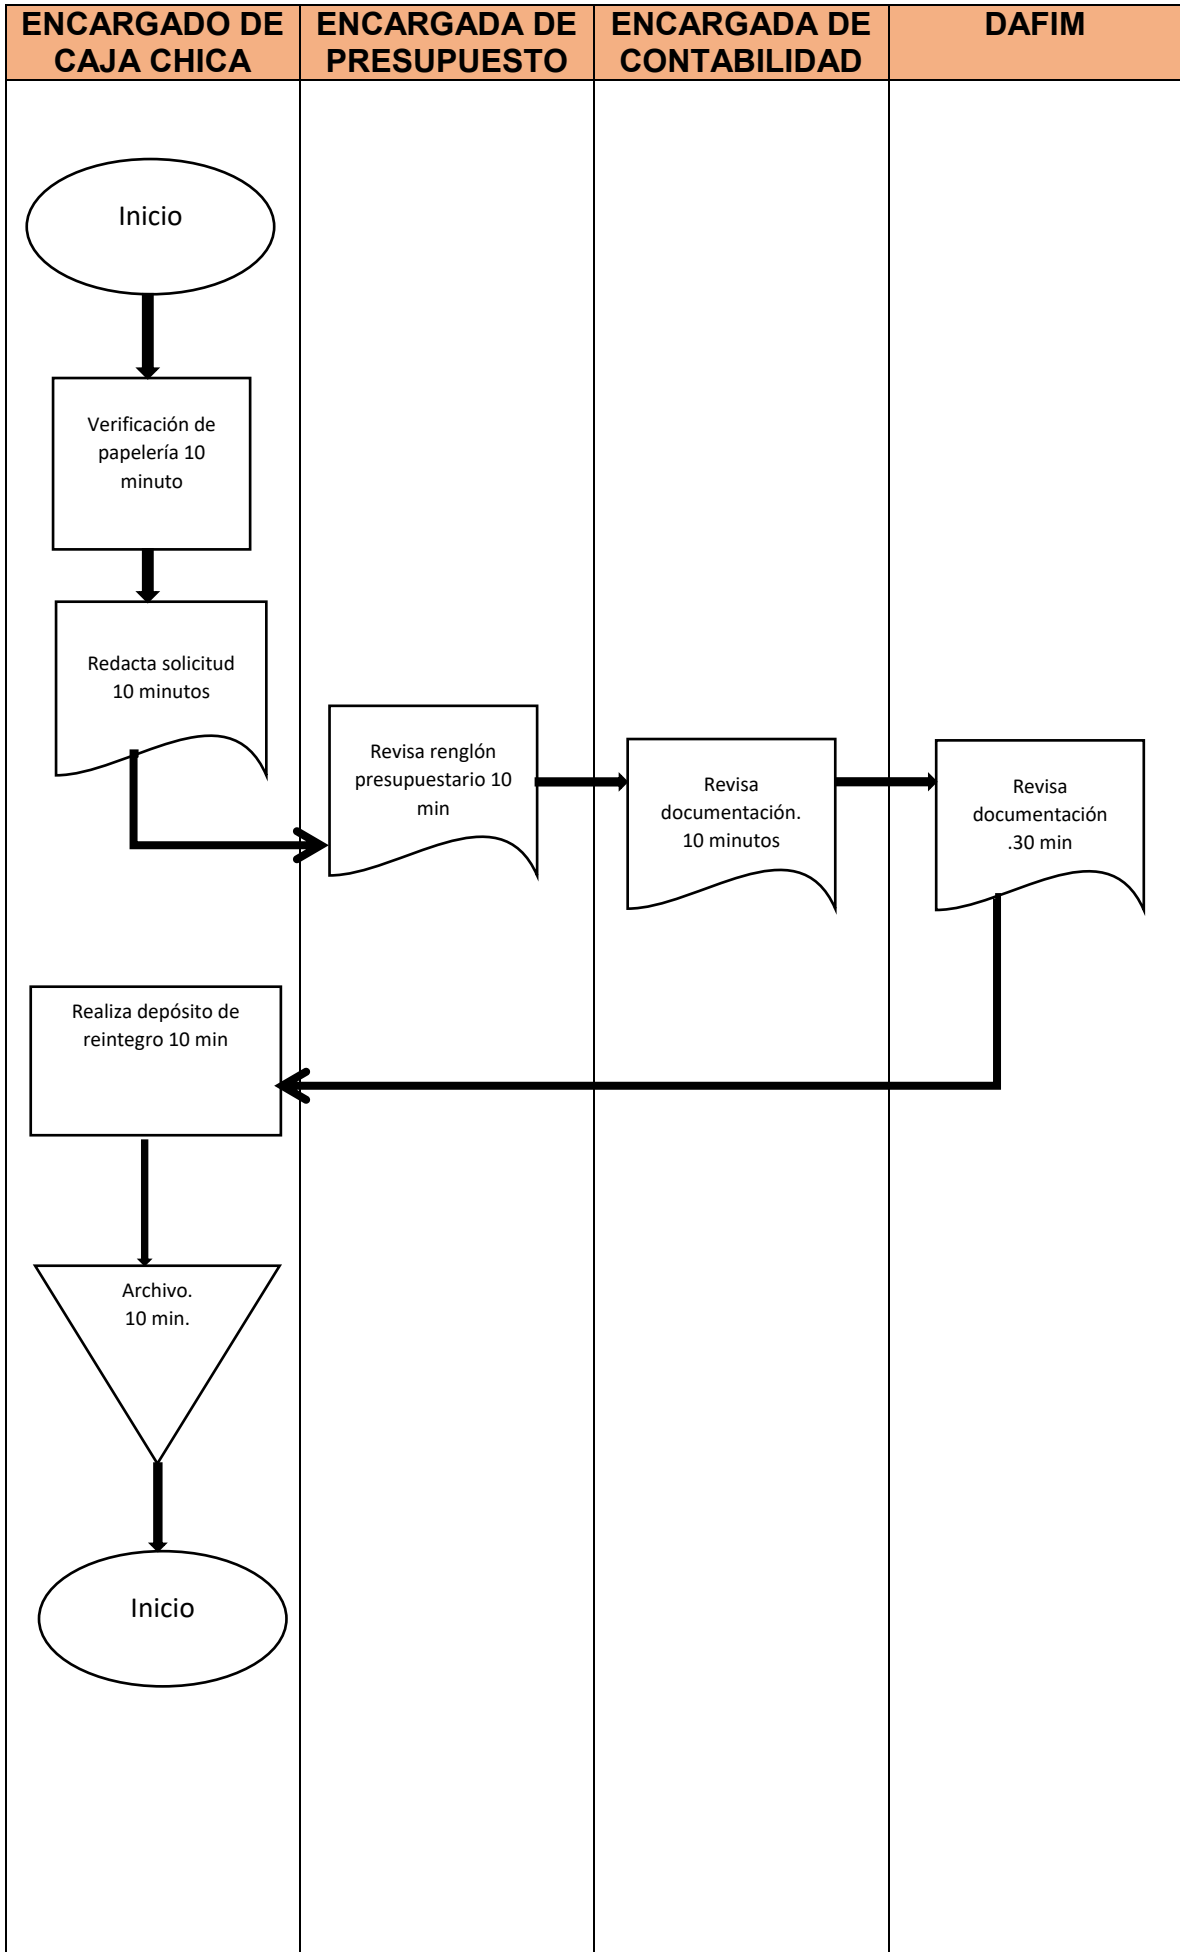 ENCARGADO DE
CAJA CHICA
ENCARGADA DE
PRESUPUESTO
ENCARGADA DE
CONTABILIDAD
DAFIM
Inicio
Verificación de
papelería 10
minuto
Redacta solicitud
10 minutos
Revisa renglón
presupuestario 10
min
Revisa
documentación.
10 minutos
Revisa
documentación
.30 min
Realiza depósito de
reintegro 10 min
Archivo.
10 min.
Inicio